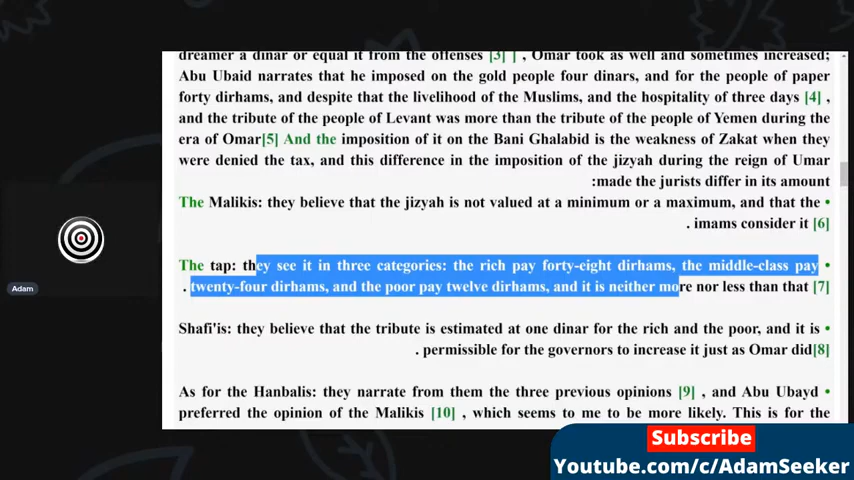 dreamer a dinar or equal it from the offenses [3] , Omar took as well and sometimes increased;
Abu Ubaid narrates that he imposed on the gold people four dinars, and for the people of paper
forty dirhams, and despite that the livelihood of the Muslims, and the hospitality of three days [4] ,
and the tribute of the people of Levant was more than the tribute of the people of Yemen during the
era of Omar[5] And the imposition of it on the Bani Ghalabid is the weakness of Zakat when they
were denied the tax, and this difference in the imposition of the jizyah during the reign of Umar
:made the jurists differ in its amount
The Malikis: they believe that the jizyah is not valued at a minimum or a maximum, and that the •
. imams consider it [6]
The tap: they see it in three categories: the rich pay forty-eight dirhams, the middle-class pay •
. twenty-four dirhams, and the poor pay twelve dirhams, and it is neither more nor less than that [7]
Shafi'is: they believe that the tribute is estimated at one dinar for the rich and the poor, and it is •
. permissible for the governors to increase it just as Omar did[8]
As for the Hanbalis: they narrate from them the three previous opinions [9] , and Abu Ubayd •
preferred the opinion of the Malikis [10] , which seems to me to be more likely. This is for the
Adam
Subscribe
Youtube.com/c/AdamSeeker